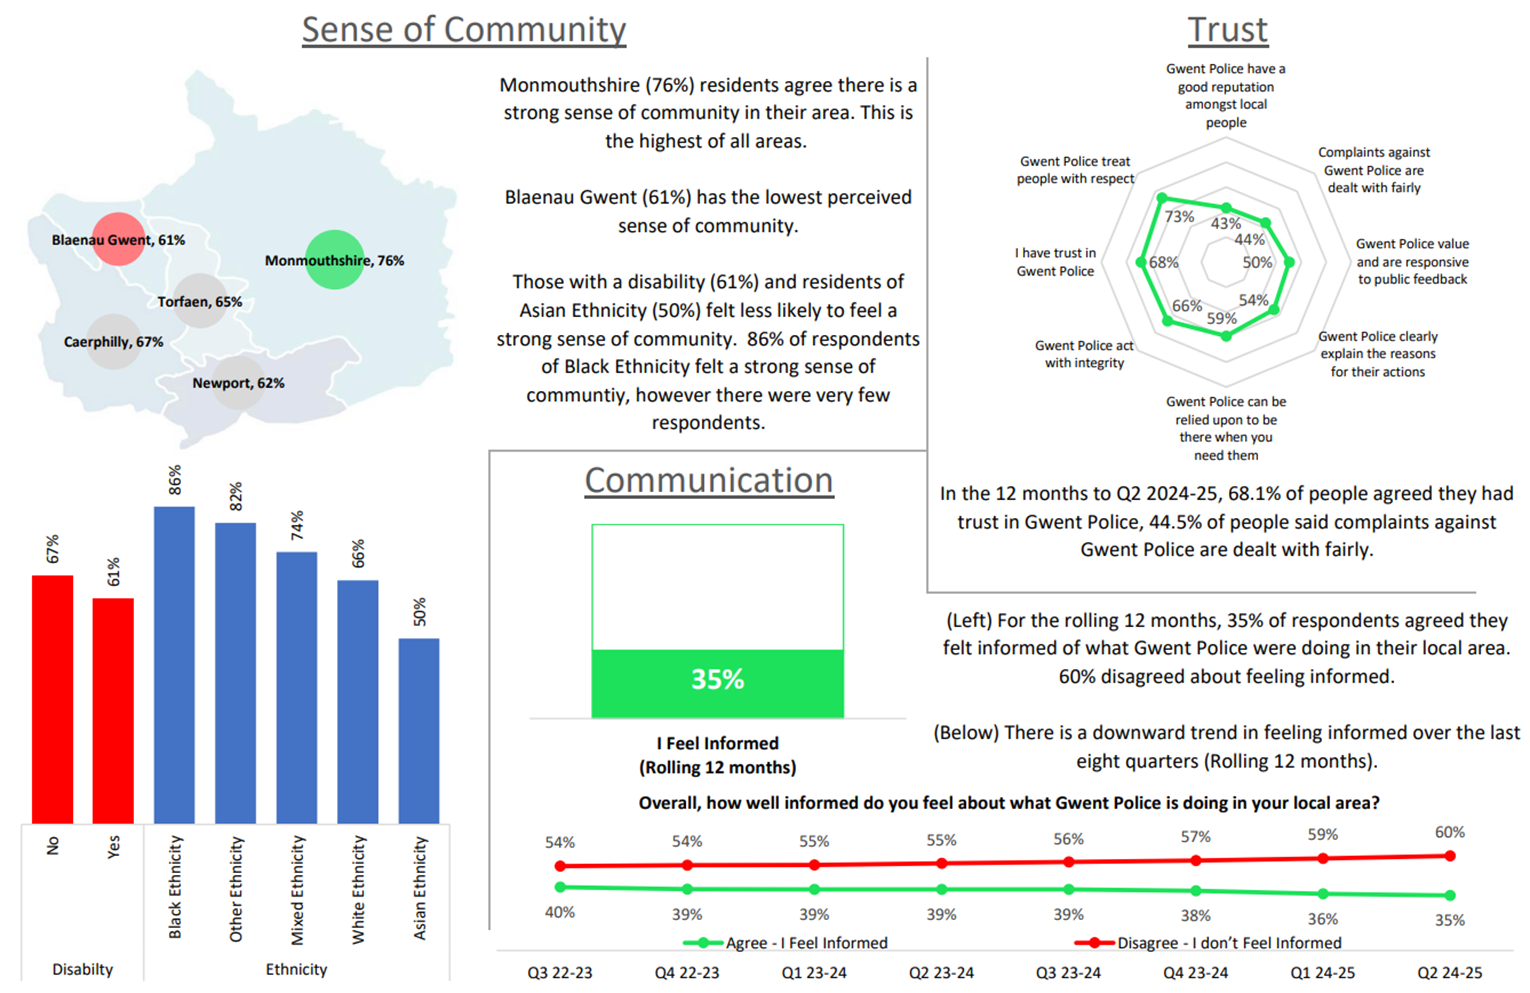 Sense of Community
Monmouthshire (76%) residents agree there is a
strong sense of community in their area. This is
the highest of all areas.
Blaenau Gwent (61%) has the lowest perceived
sense of community.
Those with a disability (61%) and residents of
Asian Ethnicity (50%) felt less likely to feel a
strong sense of community. 86% of respondents
of Black Ethnicity felt a strong sense of
communtiy, however there were very few
respondents.
Blaenau Gwent, 61%
Monmouthshire, 76%
Torfaen, 65%
Caerphilly, 67%
Newport, 62%
67%
61%
86%
82%
74%
66%
50%
No
Yes
Black Ethnicity
Other Ethnicity
Mixed Ethnicity
White Ethnicity
Asian Ethnicity
Disabilty
Ethnicity
Trust
Gwent Police have a
good reputation
amongst local
people
Complaints against
Gwent Police are
dealt with fairly
Gwent Police value
and are responsive
to public feedback
Gwent Police clearly
explain the reasons
for their actions
Gwent Police can be
relied upon to be
there when you
need them
Gwent Police act
with integrity
I have trust in
Gwent Police
Gwent Police treat
people with respect
43%
44%
50%
54%
59%
66%
68%
73%
In the 12 months to Q2 2024-25, 68.1% of people agreed they had
trust in Gwent Police, 44.5% of people said complaints against
Gwent Police are dealt with fairly.
Communication
35%
I Feel Informed
(Rolling 12 months)
(Left) For the rolling 12 months, 35% of respondents agreed they
felt informed of what Gwent Police were doing in their local area.
60% disagreed about feeling informed.
(Below) There is a downward trend in feeling informed over the last
eight quarters (Rolling 12 months).
Overall, how well informed do you feel about what Gwent Police is doing in your local area?
54% 54% 55% 55% 56% 57% 59% 60%
40% 39% 39% 39% 39% 38% 36% 35%
Agree - I Feel Informed
Disagree - I don't Feel Informed
Q3 22-23 Q4 22-23 Q1 23-24 Q2 23-24 Q3 23-24 Q4 23-24 Q1 24-25 Q2 24-25